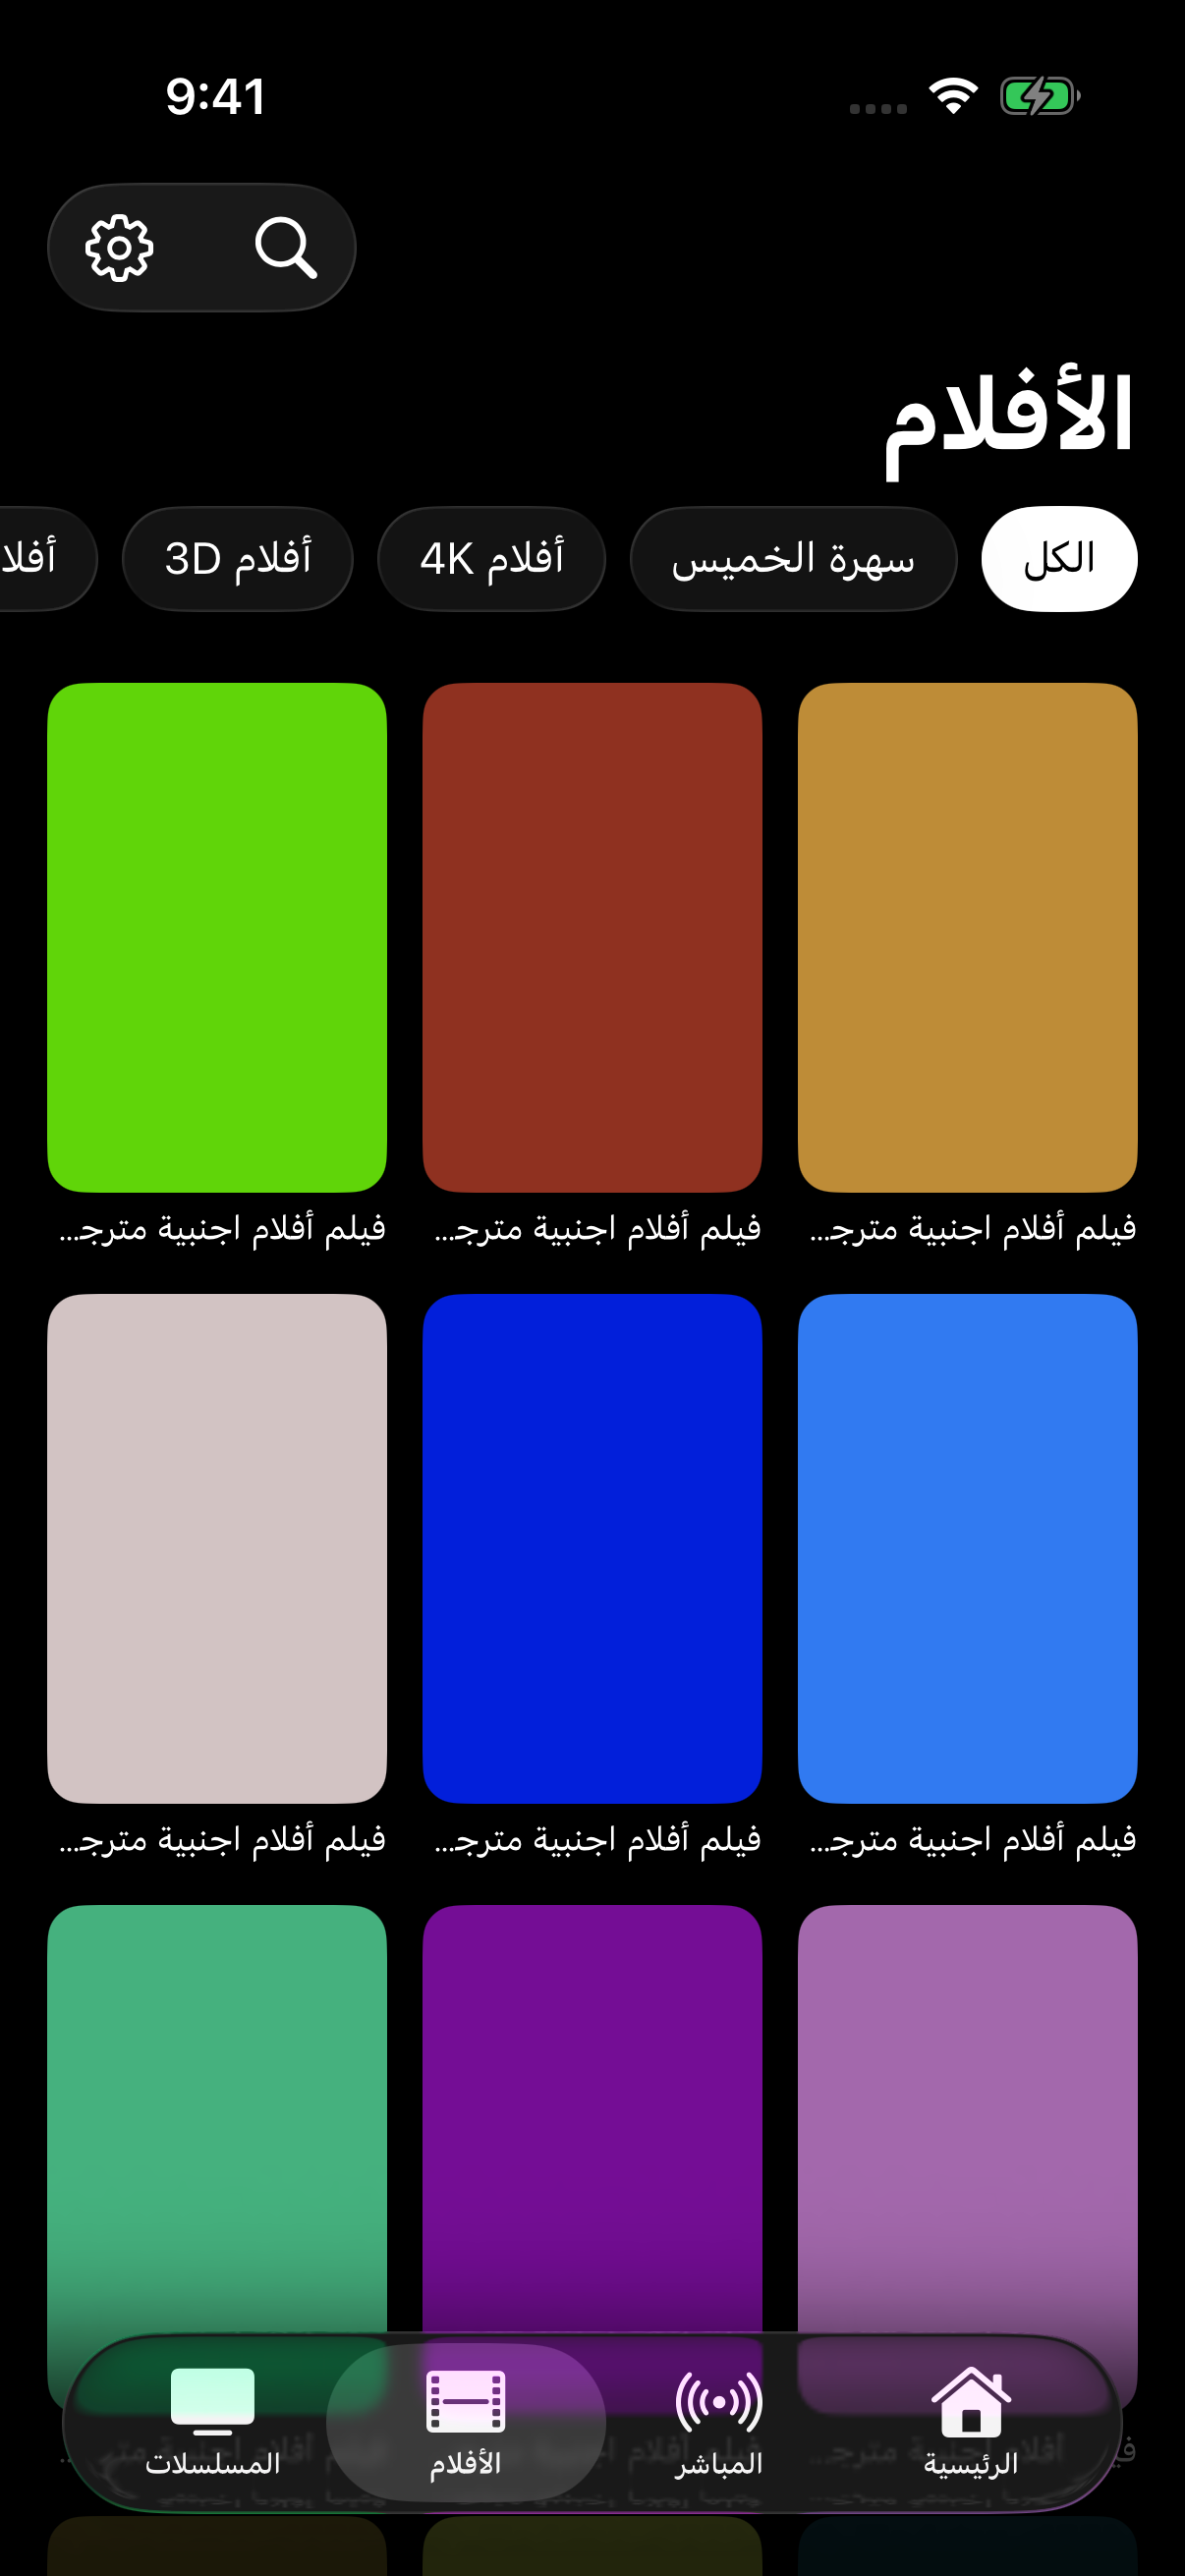 9:41
الأفلام
الكل
سهرة الخميس
أفلام 4K
أفلام 3D
أفلا
فيلم أفلام اجنبية مترجـ...
فيلم أفلام اجنبية مترجـ...
فيلم أفلام اجنبية مترجـ...
فيلم أفلام اجنبية مترجـ...
فيلم أفلام اجنبية مترجـ...
فيلم أفلام اجنبية مترجـ...
الرئيسية
المباشر
الأفلام
المسلسلات